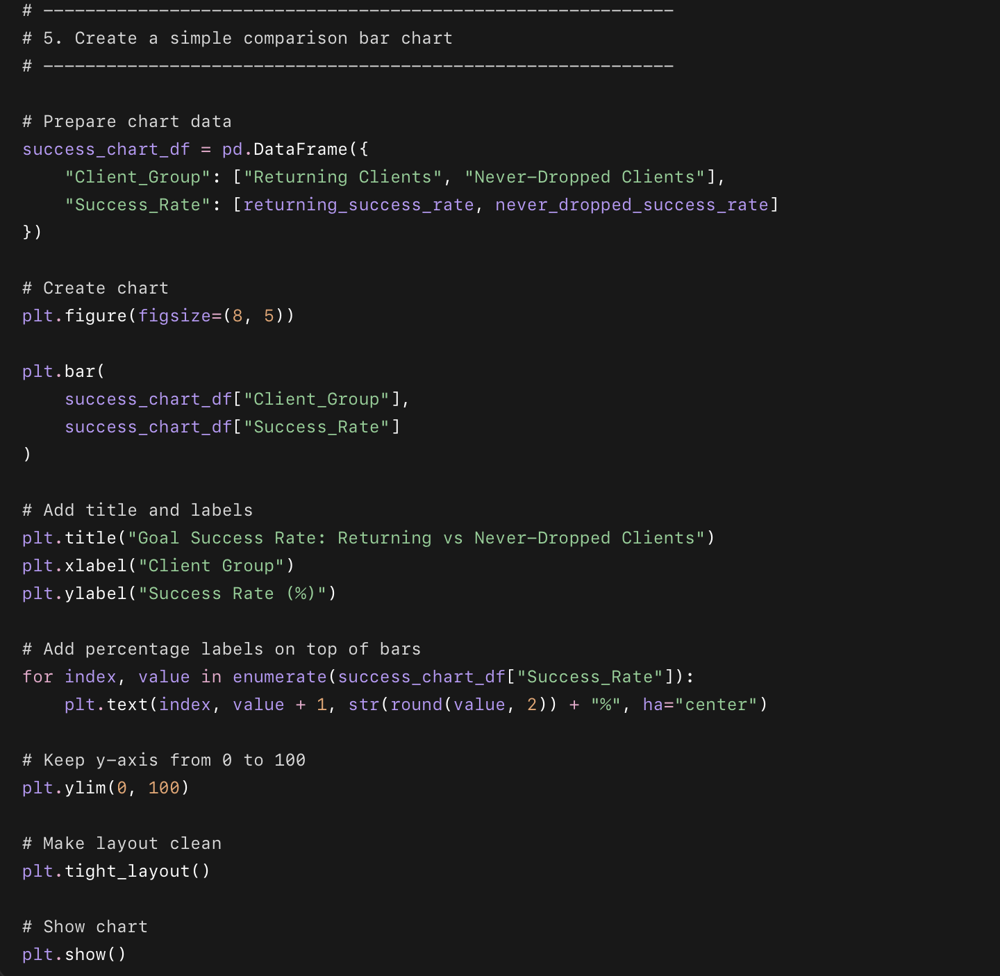 # ────────────────────────────────────────────────────────────
# 5. Create a simple comparison bar chart
# ────────────────────────────────────────────────────────────
# Prepare chart data
success_chart_df = pd.DataFrame({
    "Client_Group": ["Returning Clients", "Never-Dropped Clients"],
    "Success_Rate": [returning_success_rate, never_dropped_success_rate]
})
# Create chart
plt.figure(figsize=(8, 5))
plt.bar(
    success_chart_df["Client_Group"],
    success_chart_df["Success_Rate"]
)
# Add title and labels
plt.title("Goal Success Rate: Returning vs Never-Dropped Clients")
plt.xlabel("Client Group")
plt.ylabel("Success Rate (%)")
# Add percentage labels on top of bars
for index, value in enumerate(success_chart_df["Success_Rate"]):
    plt.text(index, value + 1, str(round(value, 2)) + "%", ha="center")
# Keep y-axis from 0 to 100
plt.ylim(0, 100)
# Make layout clean
plt.tight_layout()
# Show chart
plt.show()